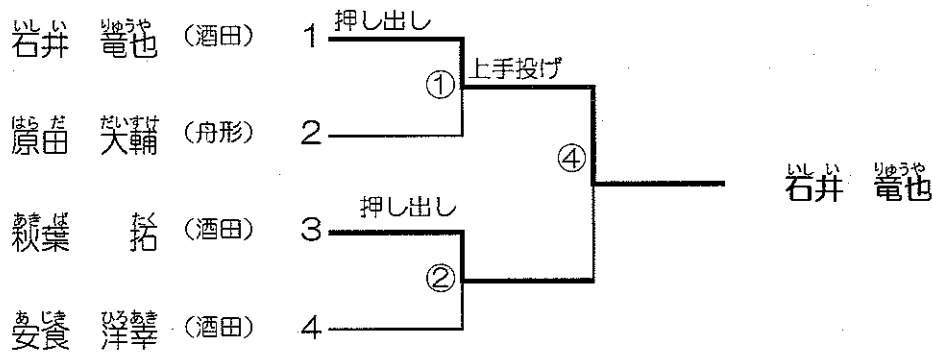 いしい りゅうや
石井 竜也 (酒田) 1 押し出し
① 上手投げ
はらだ だいすけ
原田 大輔 (舟形) 2
④
いしい りゅうや
石井 竜也
あきば たく
秋葉 拓 (酒田) 3 押し出し
②
あじき ひろあき
安食 洋幸 (酒田) 4